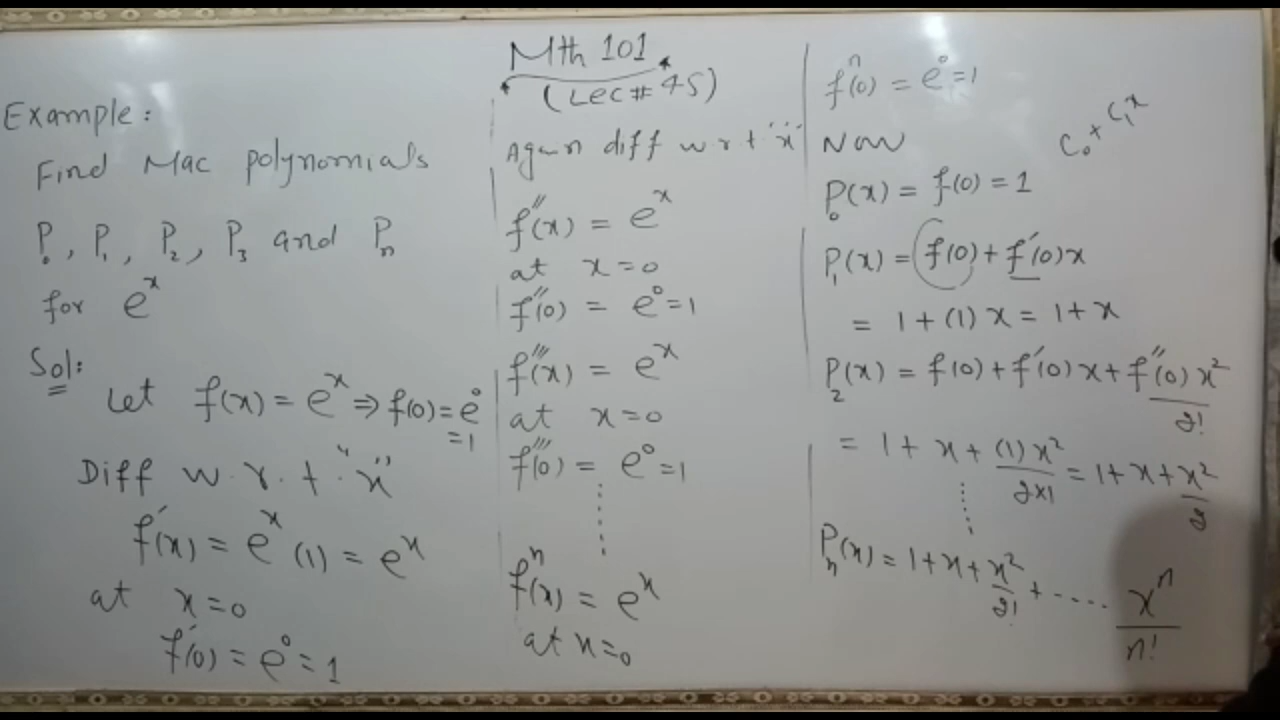 Mth 101
(Lec# 45)
Example:
Find Mac polynomials
P₀, P₁, P₂, P₃ and Pₙ
for eˣ
Sol:
Let f(x) = eˣ ⇒ f(0) = e⁰
= 1
Diff w.r.t. "x"
f′(x) = eˣ (1) = eˣ
at x=0
f′(0) = e⁰ = 1
Again diff w r t "x"
f″(x) = eˣ
at x=0
f″(0) = e⁰ = 1
f‴(x) = eˣ
at x=0
f‴(0) = e⁰ = 1
⋮
fⁿ(x) = eˣ
at x=0
fⁿ(0) = e⁰ = 1
C₀ + C₁x
Now
P₀(x) = f(0) = 1
P₁(x) = f(0) + f′(0)x
= 1 + (1) x = 1 + x
P₂(x) = f(0) + f′(0) x + f″(0) x²/2!
= 1 + x + (1) x²/2×1 = 1 + x + x²/2
⋮
Pₙ(x) = 1 + x + x²/2! + ..... xⁿ/n!